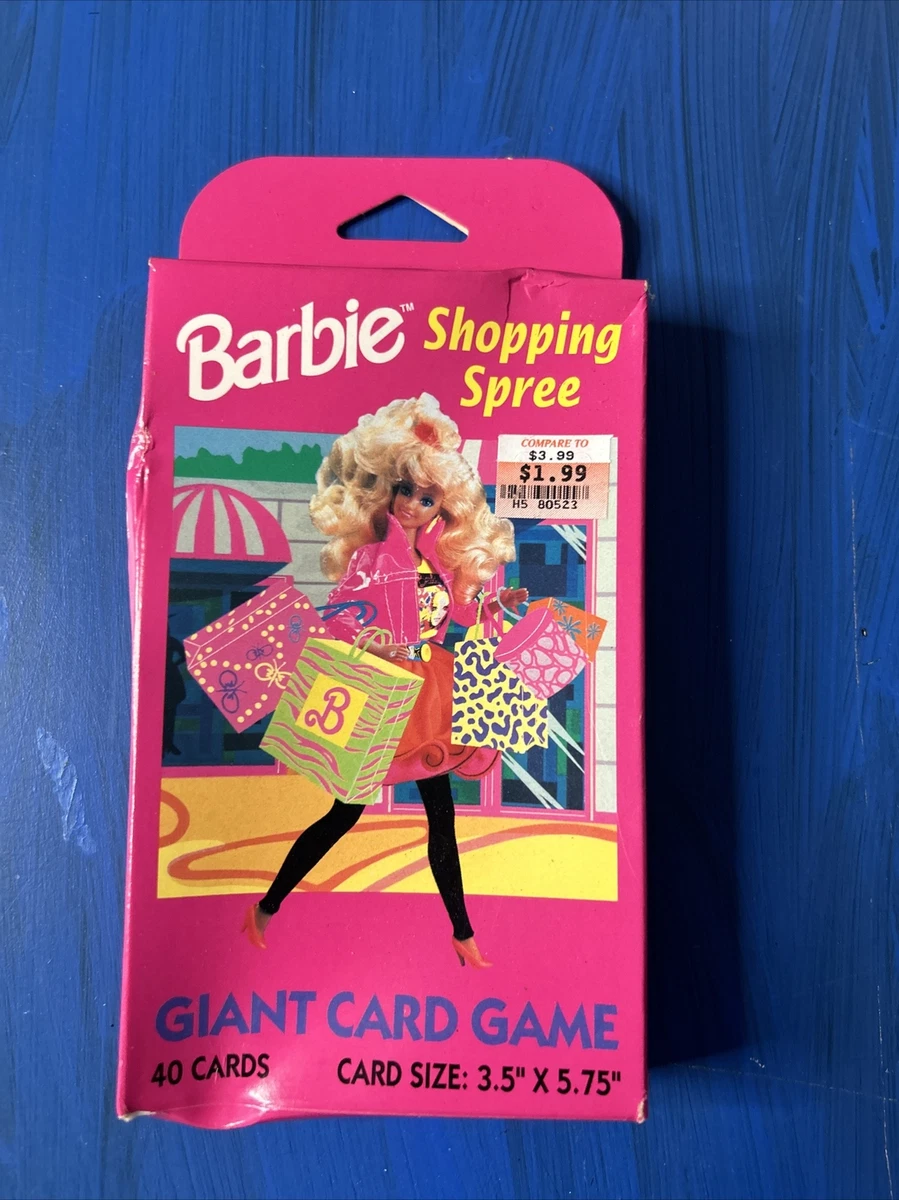 Barbie™ Shopping
Spree
COMPARE TO
$3.99
$1.99
H5 80523
B
GIANT CARD GAME
40 CARDS CARD SIZE: 3.5" X 5.75"